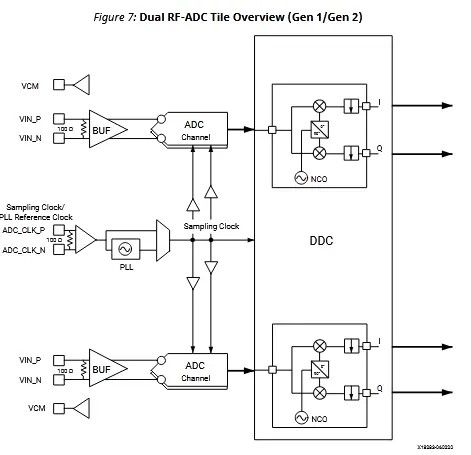 Figure 7: Dual RF-ADC Tile Overview (Gen 1/Gen 2)
VCM
VIN_P
VIN_N
100 Ω
BUF
ADC
Channel
I
Q
NCO
Sampling Clock/
PLL Reference Clock
ADC_CLK_P
ADC_CLK_N
100 Ω
PLL
Sampling Clock
DDC
VIN_P
VIN_N
100 Ω
BUF
ADC
Channel
I
Q
NCO
VCM